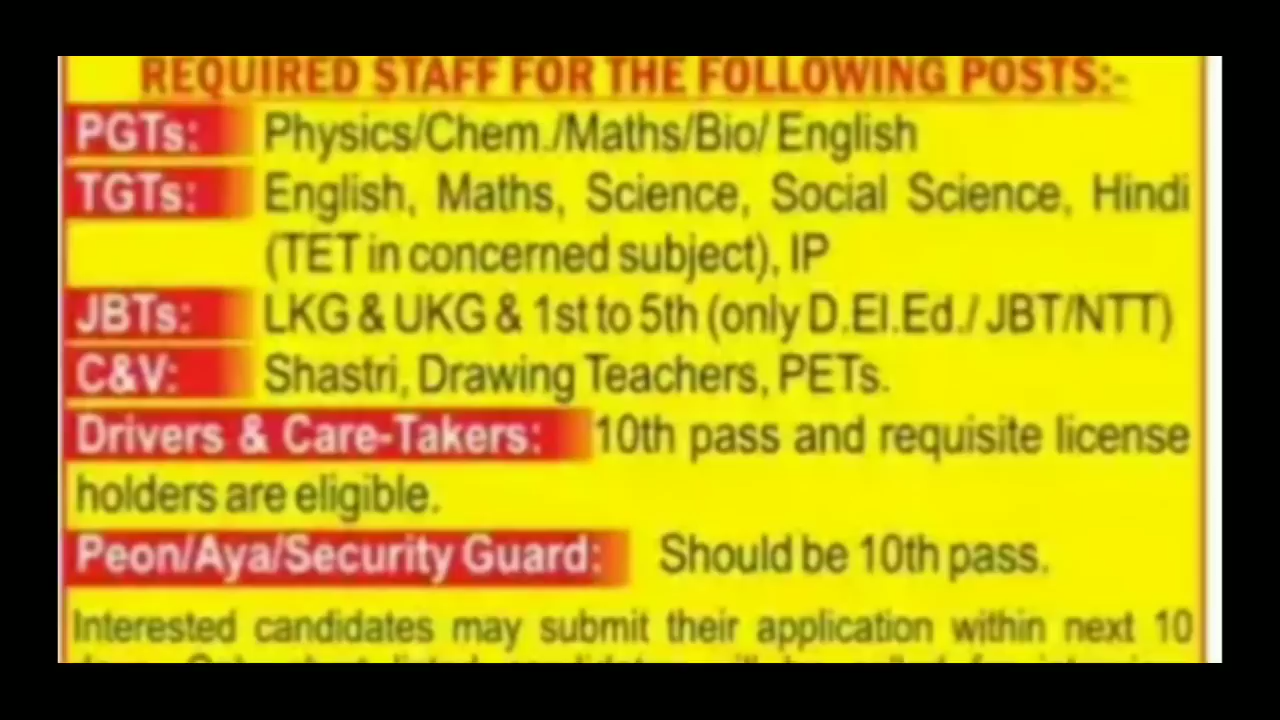 REQUIRED STAFF FOR THE FOLLOWING POSTS:-
PGTs: Physics/Chem./Maths/Bio/ English
TGTs: English, Maths, Science, Social Science, Hindi
(TET in concerned subject), IP
JBTs: LKG & UKG & 1st to 5th (only D.El.Ed./ JBT/NTT)
C&V: Shastri, Drawing Teachers, PETs.
Drivers & Care-Takers: 10th pass and requisite license
holders are eligible.
Peon/Aya/Security Guard: Should be 10th pass.
Interested candidates may submit their application within next 10